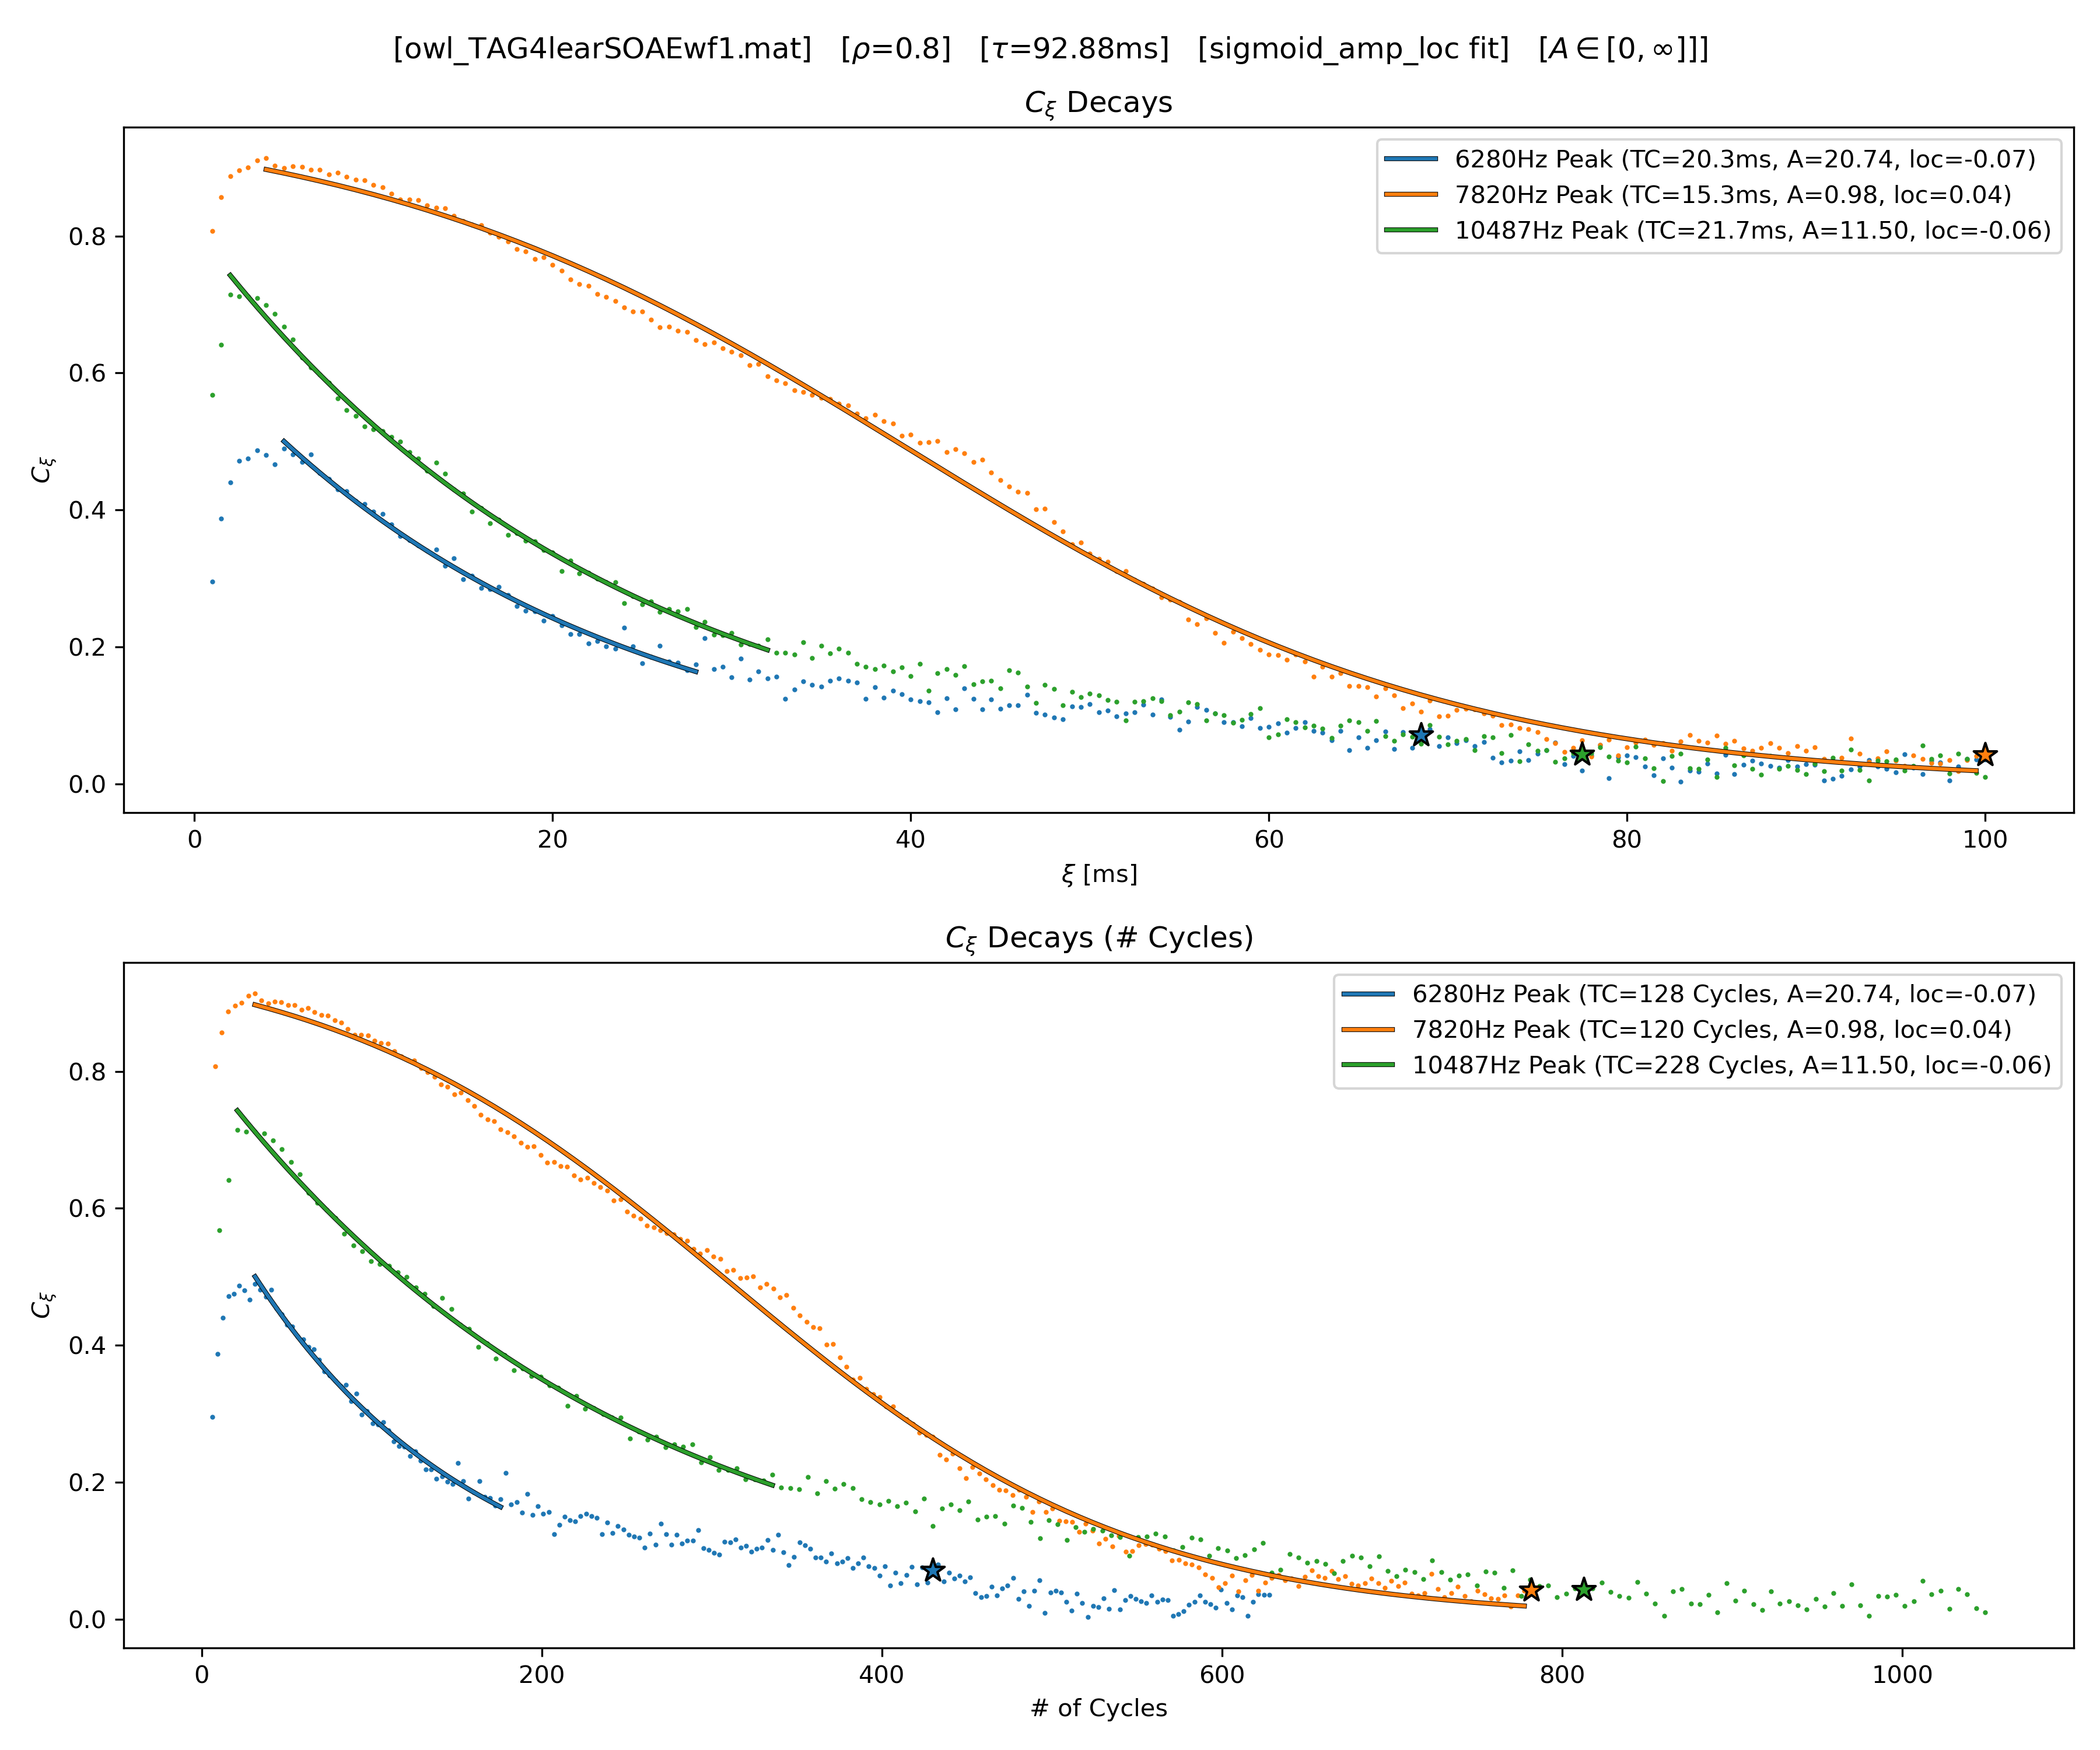 [owl_TAG4learSOAEwf1.mat] [ρ=0.8] [τ=92.88ms] [sigmoid_amp_loc fit] [A ∈ [0, ∞]]]
Cξ Decays
6280Hz Peak (TC=20.3ms, A=20.74, loc=-0.07)
7820Hz Peak (TC=15.3ms, A=0.98, loc=0.04)
10487Hz Peak (TC=21.7ms, A=11.50, loc=-0.06)
0.8
0.6
0.4
0.2
0.0
Cξ
0 20 40 60 80 100
ξ [ms]
Cξ Decays (# Cycles)
6280Hz Peak (TC=128 Cycles, A=20.74, loc=-0.07)
7820Hz Peak (TC=120 Cycles, A=0.98, loc=0.04)
10487Hz Peak (TC=228 Cycles, A=11.50, loc=-0.06)
0.8
0.6
0.4
0.2
0.0
Cξ
0 200 400 600 800 1000
# of Cycles